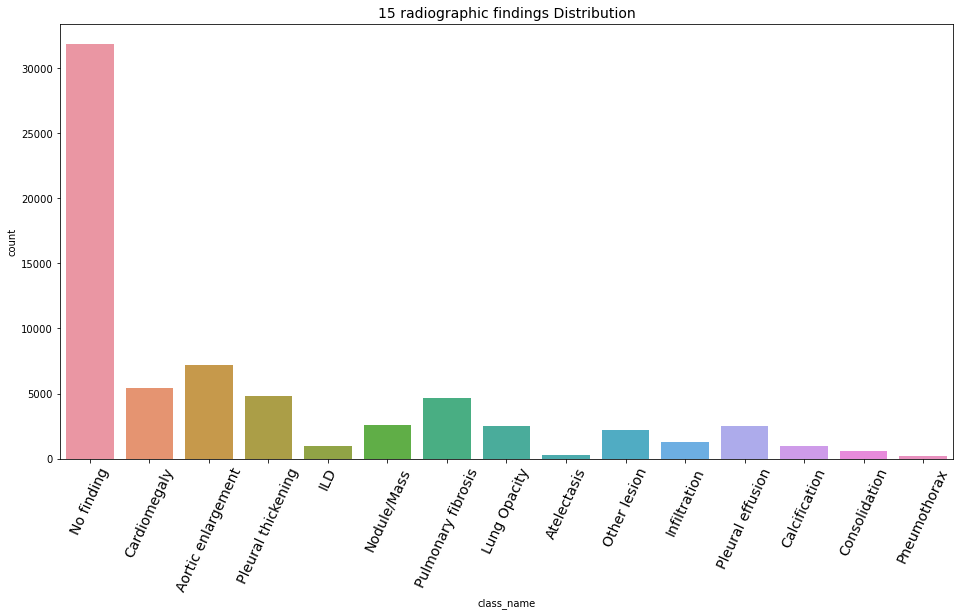 15 radiographic findings Distribution
30000
25000
20000
15000
10000
5000
0
count
No finding
Cardiomegaly
Aortic enlargement
Pleural thickening
ILD
Nodule/Mass
Pulmonary fibrosis
Lung Opacity
Atelectasis
Other lesion
Infiltration
Pleural effusion
Calcification
Consolidation
Pneumothorax
class_name